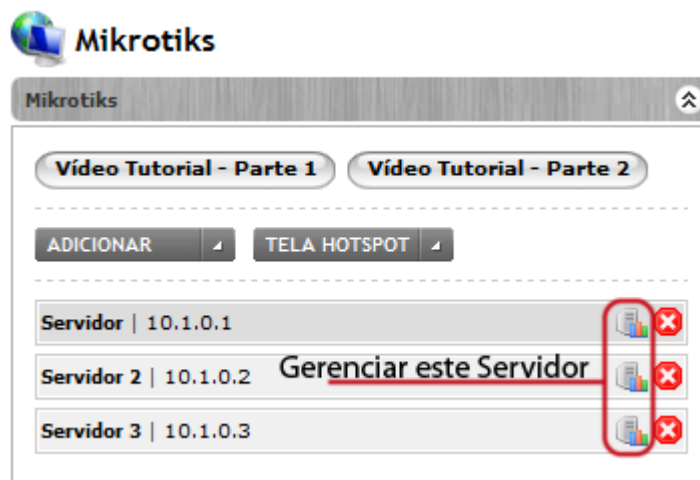 Mikrotiks
Mikrotiks
Vídeo Tutorial - Parte 1 Vídeo Tutorial - Parte 2
ADICIONAR TELA HOTSPOT
Servidor | 10.1.0.1
Gerenciar este Servidor
Servidor 2 | 10.1.0.2
Servidor 3 | 10.1.0.3